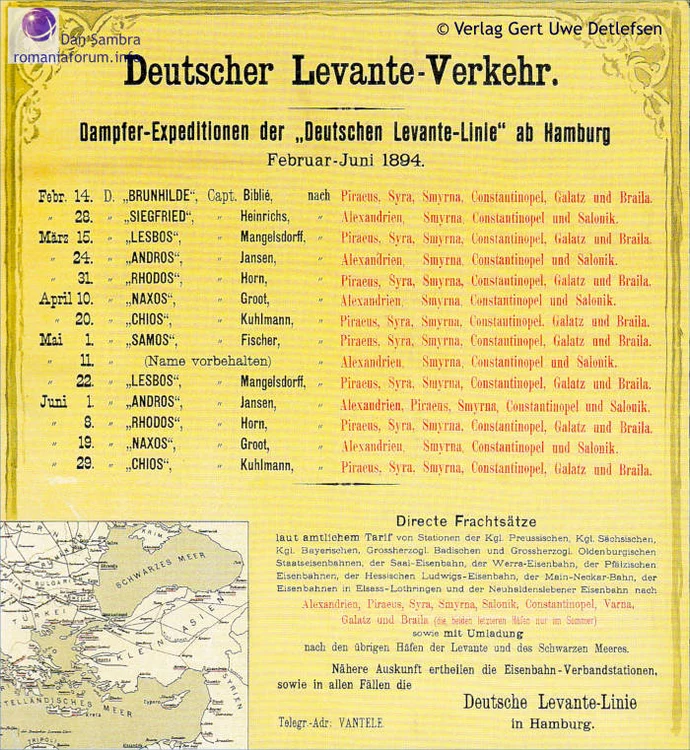 Dan Sambra
romaniaforum.info
© Verlag Gert Uwe Detlefsen
Deutscher Levante-Verkehr.
Dampfer-Expeditionen der „Deutschen Levante-Linie“ ab Hamburg
Februar-Juni 1894.
Febr. 14. D. „BRUNHILDE“, Capt. Biblié, nach Piraeus, Syra, Smyrna, Constantinopel, Galatz und Braila.
„ 28. „ „SIEGFRIED“, „ Heinrichs, „ Alexandrien, Smyrna, Constantinopel und Salonik.
März 15. „ „LESBOS“, „ Mangelsdorff, „ Piraeus, Syra, Smyrna, Constantinopel, Galatz und Braila.
„ 24. „ „ANDROS“, „ Jansen, „ Alexandrien, Smyrna, Constantinopel und Salonik.
„ 31. „ „RHODOS“, „ Horn, „ Piraeus, Syra, Smyrna, Constantinopel, Galatz und Braila.
April 10. „ „NAXOS“, „ Groot, „ Alexandrien, Smyrna, Constantinopel und Salonik.
„ 20. „ „CHIOS“, „ Kuhlmann, „ Piraeus, Syra, Smyrna, Constantinopel. Galatz und Braila.
Mai 1. „ „SAMOS“, „ Fischer, „ Piraeus, Syra, Smyrna, Constantinopel, Galatz und Braila.
„ 11. „ (Name vorbehalten) „ Alexandrien, Smyrna, Constantinopel und Salonik.
„ 22. „ „LESBOS“, „ Mangelsdorff, „ Piraeus, Syra, Smyrna, Constantinopel, Galatz und Braila.
Juni 1. „ „ANDROS“, „ Jansen, „ Alexandrien, Piraeus, Smyrna, Constantinopel und Salonik.
„ 8. „ „RHODOS“, „ Horn, „ Piraeus, Syra, Smyrna, Constantinopel, Galatz und Braila.
„ 19. „ „NAXOS“, „ Groot, „ Alexandrien, Smyrna, Constantinopel und Salonik.
„ 29. „ „CHIOS“, „ Kuhlmann, „ Piraeus, Syra, Smyrna, Constantinopel, Galatz und Braila.
Directe Frachtsätze
laut amtlichem Tarif von Stationen der Kgl. Preussischen, Kgl. Sächsischen,
Kgl. Bayerischen, Grossherzogl. Badischen und Grossherzogl. Oldenburgischen
Staatseisenbahnen, der Saal-Eisenbahn, der Werra-Eisenbahn, der Pfälzischen
Eisenbahnen, der Hessischen Ludwigs-Eisenbahn, der Main-Neckar-Bahn, der
Eisenbahnen in Elsass-Lothringen und der Neuhaldenslebener Eisenbahn nach
Alexandrien, Piraeus, Syra, Smyrna, Salonik, Constantinopel, Varna,
Galatz und Braila (die beiden letzteren Häfen nur im Sommer)
sowie mit Umladung
nach den übrigen Häfen der Levante und des Schwarzen Meeres.
Nähere Auskunft ertheilen die Eisenbahn-Verbandstationen,
sowie in allen Fällen die
Deutsche Levante-Linie
in Hamburg.
Telegr.-Adr: VANTELE.
KRIM
SCHWARZES MEER
BULGARIEN
TÜRKEI
KLEIN ASIEN
SYRIEN
Cypern
Kreta
MEER
TRIPOLI